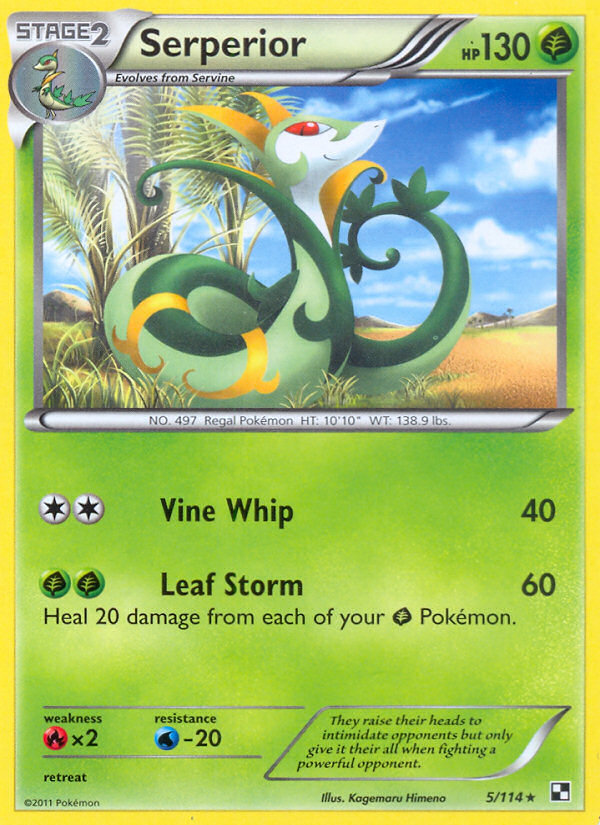 STAGE2
Serperior
HP130
Evolves from Servine
NO. 497 Regal Pokémon HT: 10'10" WT: 138.9 lbs.
Vine Whip 40
Leaf Storm 60
Heal 20 damage from each of your Pokémon.
weakness resistance
×2 -20
They raise their heads to
intimidate opponents but only
give it their all when fighting a
powerful opponent.
retreat
©2011 Pokémon Illus. Kagemaru Himeno 5/114★